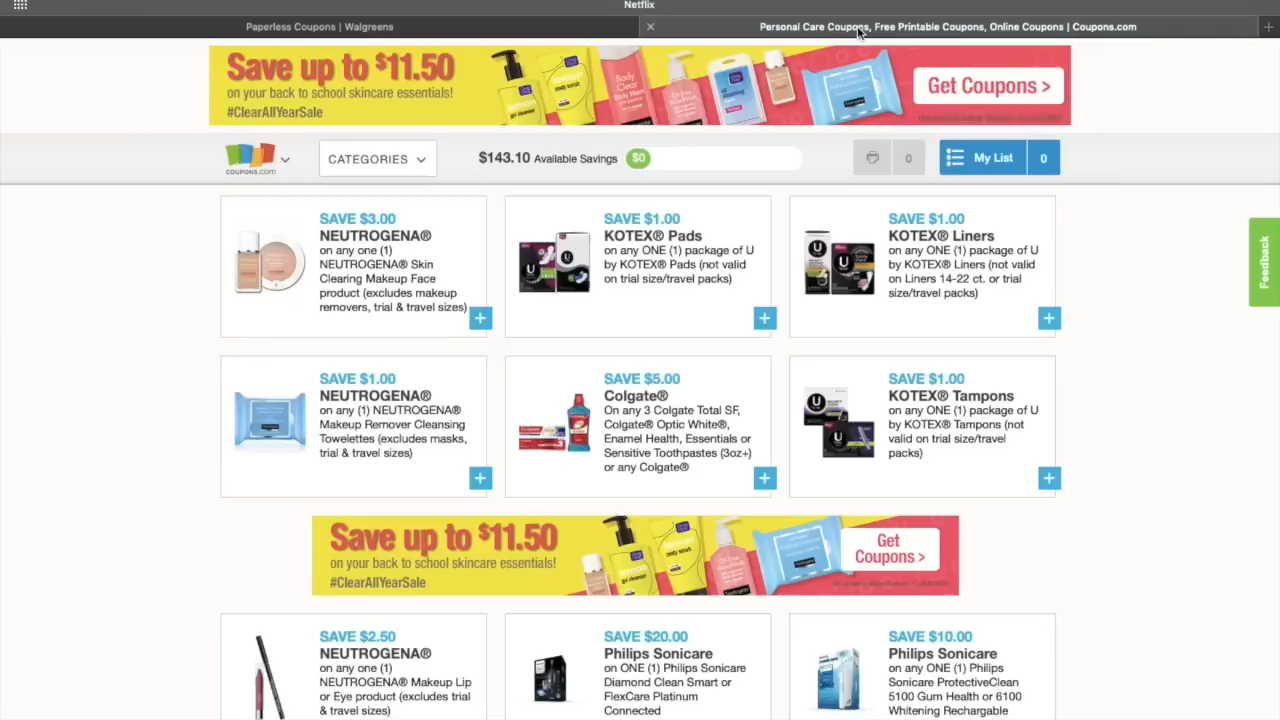 Netflix
Paperless Coupons | Walgreens
Personal Care Coupons, Free Printable Coupons, Online Coupons | Coupons.com
Save up to $11.50
on your back to school skincare essentials!
#ClearAllYearSale
Get Coupons >
COUPONS.com
CATEGORIES
$143.10 Available Savings
$0
0
My List
0
SAVE $3.00
NEUTROGENA®
on any one (1)
NEUTROGENA® Skin
Clearing Makeup Face
product (excludes makeup
removers, trial & travel sizes)
SAVE $1.00
KOTEX® Pads
on any ONE (1) package of U
by KOTEX® Pads (not valid
on trial size/travel packs)
SAVE $1.00
KOTEX® Liners
on any ONE (1) package of U
by KOTEX® Liners (not valid
on Liners 14-22 ct. or trial
size/travel packs)
Feedback
SAVE $1.00
NEUTROGENA®
on any (1) NEUTROGENA®
Makeup Remover Cleansing
Towelettes (excludes masks,
trial & travel sizes)
SAVE $5.00
Colgate®
On any 3 Colgate Total SF,
Colgate® Optic White®,
Enamel Health, Essentials or
Sensitive Toothpastes (3oz+)
or any Colgate®
SAVE $1.00
KOTEX® Tampons
on any ONE (1) package of U
by KOTEX® Tampons (not
valid on trial size/travel
packs)
Save up to $11.50
on your back to school skincare essentials!
#ClearAllYearSale
Get
Coupons >
SAVE $2.50
NEUTROGENA®
on any one (1)
NEUTROGENA® Makeup Lip
or Eye product (excludes trial
& travel sizes)
SAVE $20.00
Philips Sonicare
on ONE (1) Philips Sonicare
Diamond Clean Smart or
FlexCare Platinum
Connected
SAVE $10.00
Philips Sonicare
on any ONE (1) Philips
Sonicare ProtectiveClean
5100 Gum Health or 6100
Whitening Rechargable